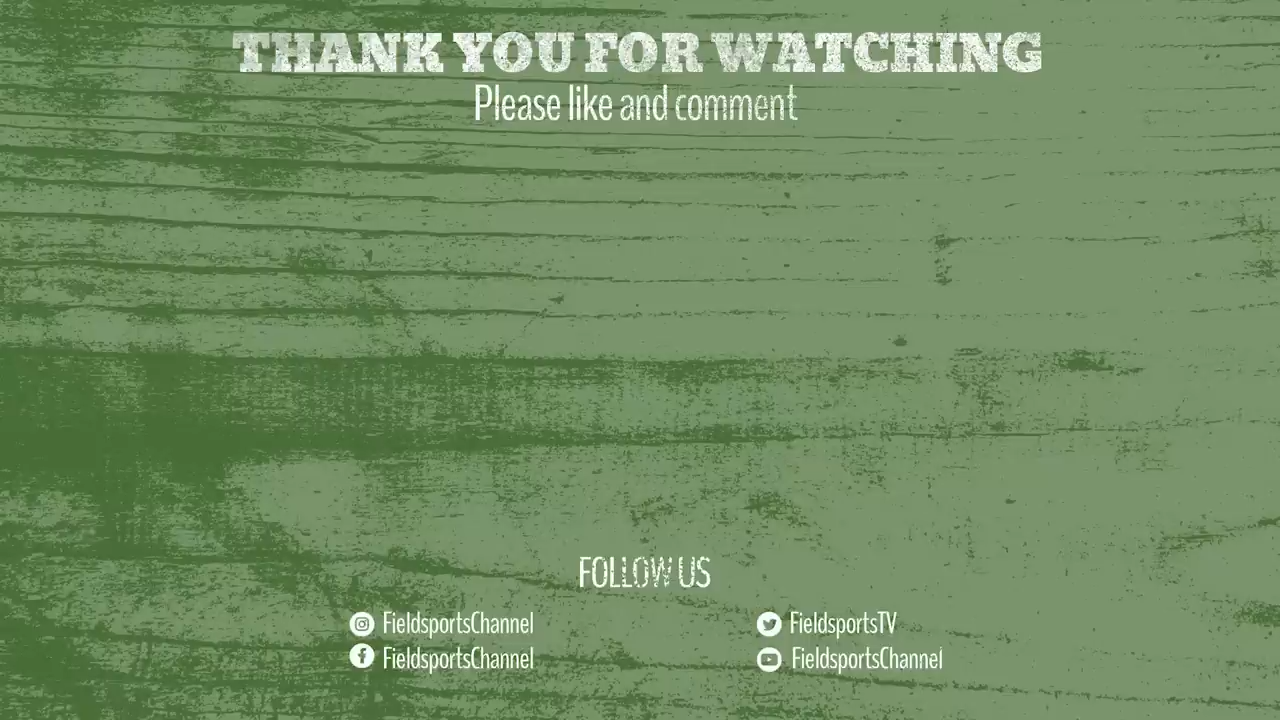 THANK YOU FOR WATCHING
Please like and comment
FOLLOW US
FieldsportsChannel
FieldsportsTV
FieldsportsChannel
FieldsportsChannel